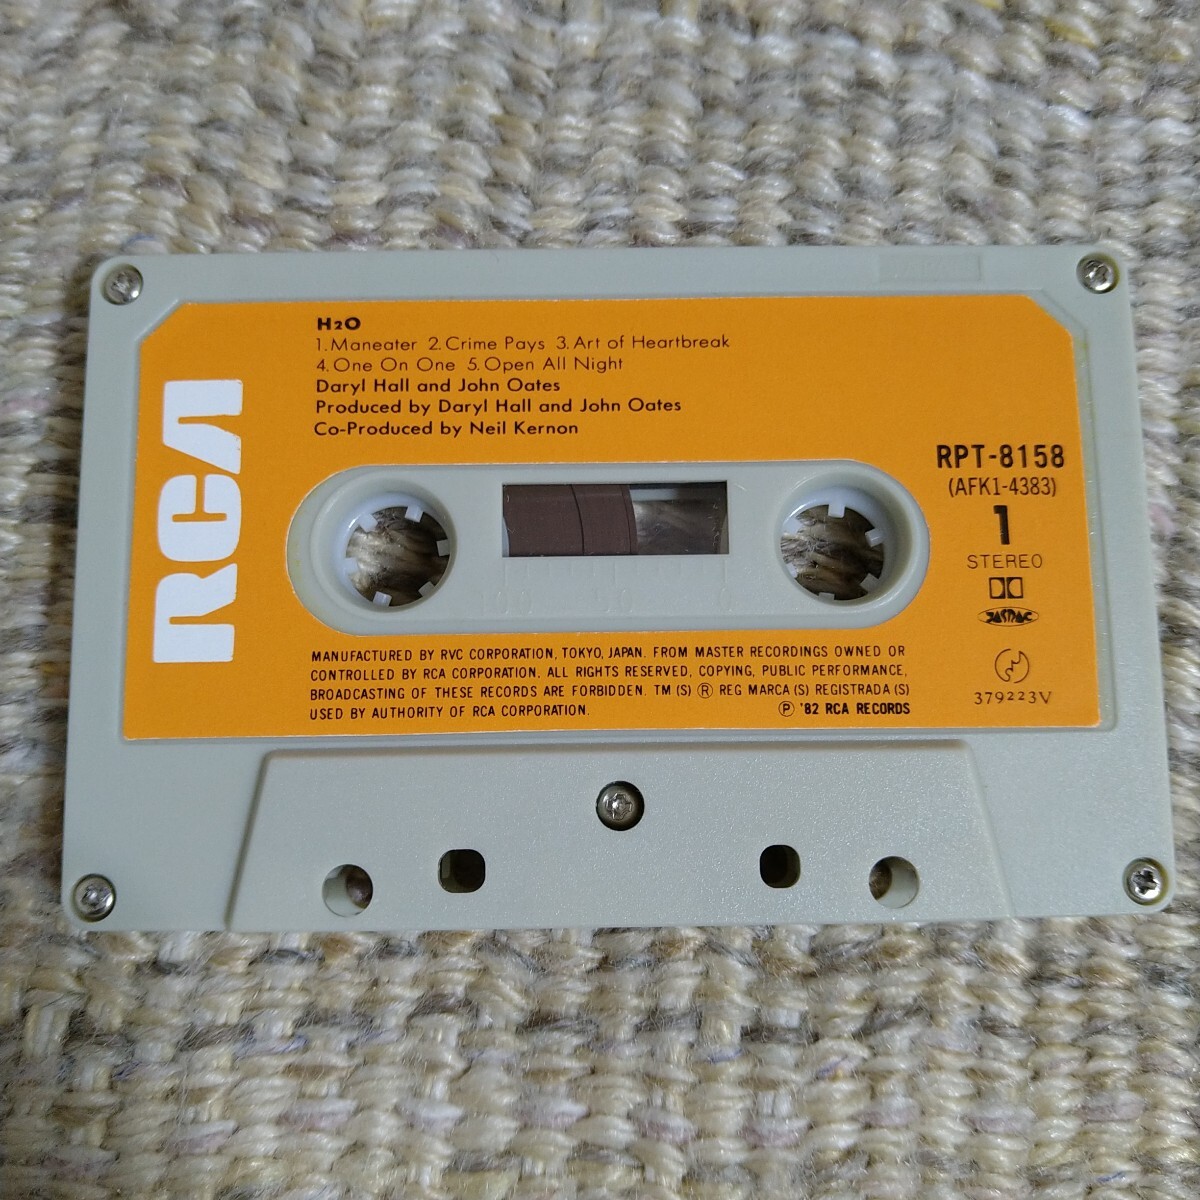 H2O
1. Maneater 2. Crime Pays 3. Art of Heartbreak
4. One On One 5. Open All Night
Daryl Hall and John Oates
Produced by Daryl Hall and John Oates
Co-Produced by Neil Kernon
RCA
RPT-8158
(AFK1-4383)
1
STEREO
JASRAC
379223V
100 50 0
MANUFACTURED BY RVC CORPORATION, TOKYO, JAPAN. FROM MASTER RECORDINGS OWNED OR
CONTROLLED BY RCA CORPORATION. ALL RIGHTS RESERVED, COPYING, PUBLIC PERFORMANCE,
BROADCASTING OF THESE RECORDS ARE FORBIDDEN. TM (S) ® REG MARCA (S) REGISTRADA (S)
USED BY AUTHORITY OF RCA CORPORATION.
℗ '82 RCA RECORDS